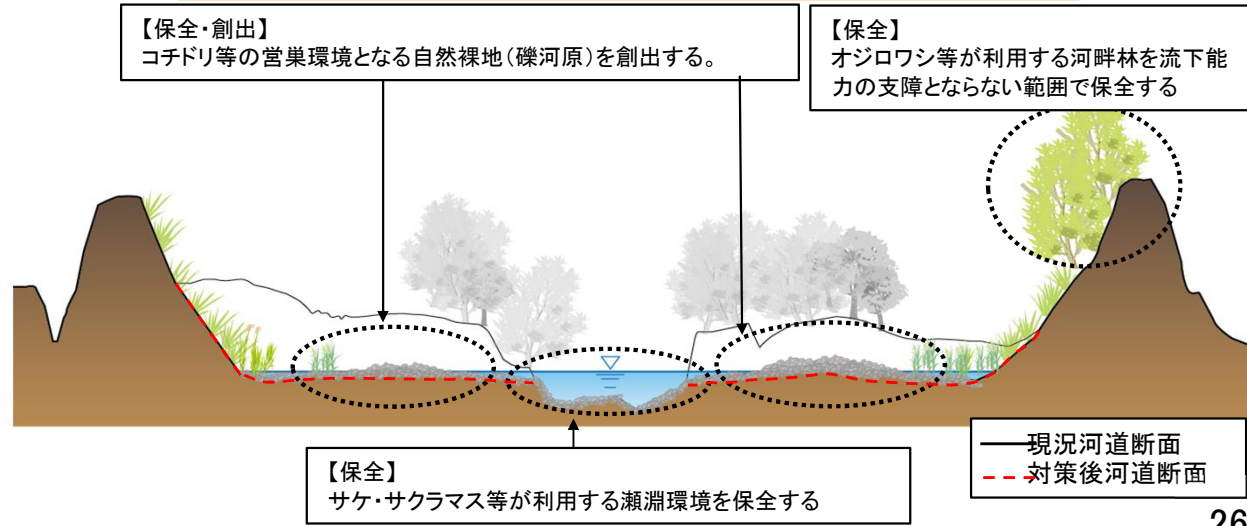 【保全・創出】
コチドリ等の営巣環境となる自然裸地(礫河原)を創出する。
【保全】
オジロワシ等が利用する河畔林を流下能
力の支障とならない範囲で保全する
【保全】
サケ・サクラマス等が利用する瀬淵環境を保全する
現況河道断面
対策後河道断面
26